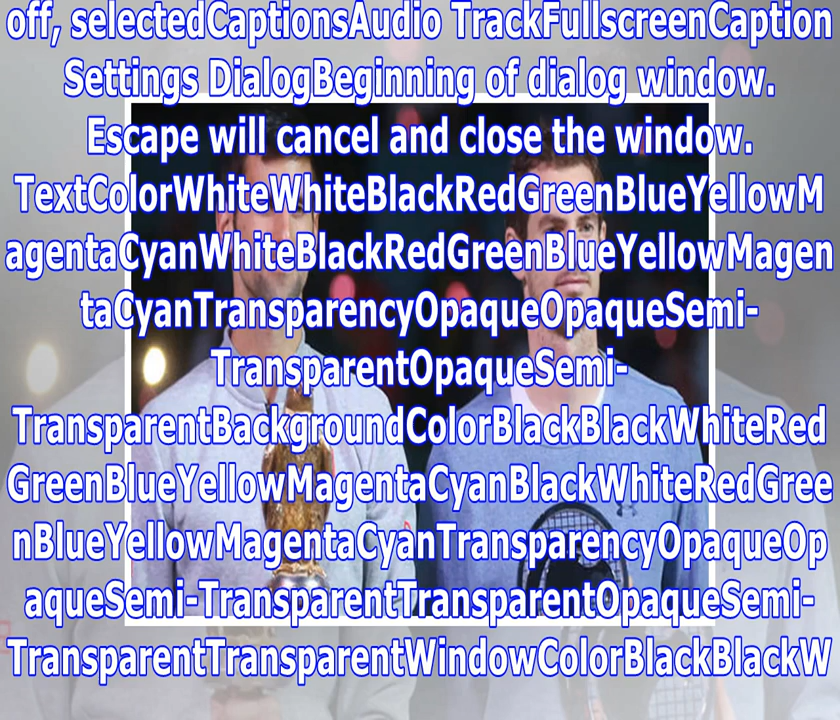 off, selectedCaptionsAudio TrackFullscreenCaption
Settings DialogBeginning of dialog window.
Escape will cancel and close the window.
TextColorWhiteWhiteBlackRedGreenBlueYellowM
agentaCyanWhiteBlackRedGreenBlueYellowMagen
taCyanTransparencyOpaqueOpaqueSemi-
TransparentOpaqueSemi-
TransparentBackgroundColorBlackBlackWhiteRed
GreenBlueYellowMagentaCyanBlackWhiteRedGree
nBlueYellowMagentaCyanTransparencyOpaqueOp
aqueSemi-TransparentTransparentOpaqueSemi-
TransparentTransparentWindowColorBlackBlackW